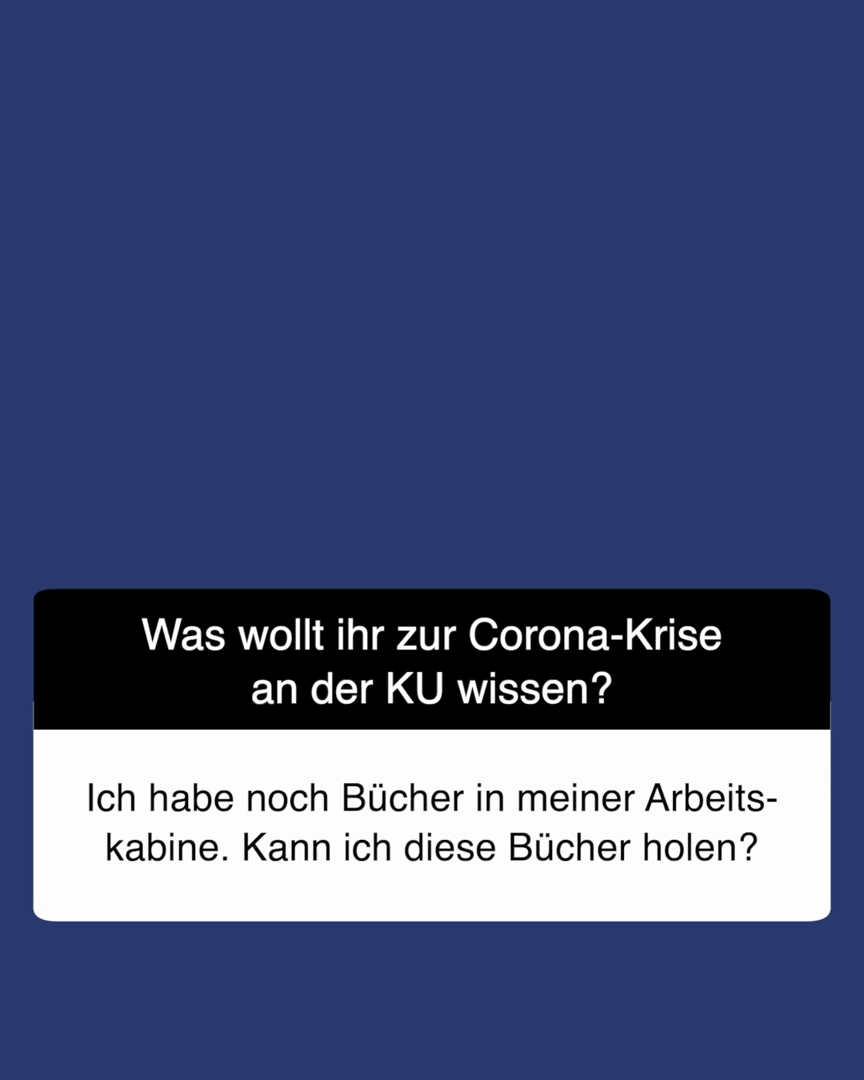 Was wollt ihr zur Corona-Krise
an der KU wissen?
Ich habe noch Bücher in meiner Arbeits-
kabine. Kann ich diese Bücher holen?